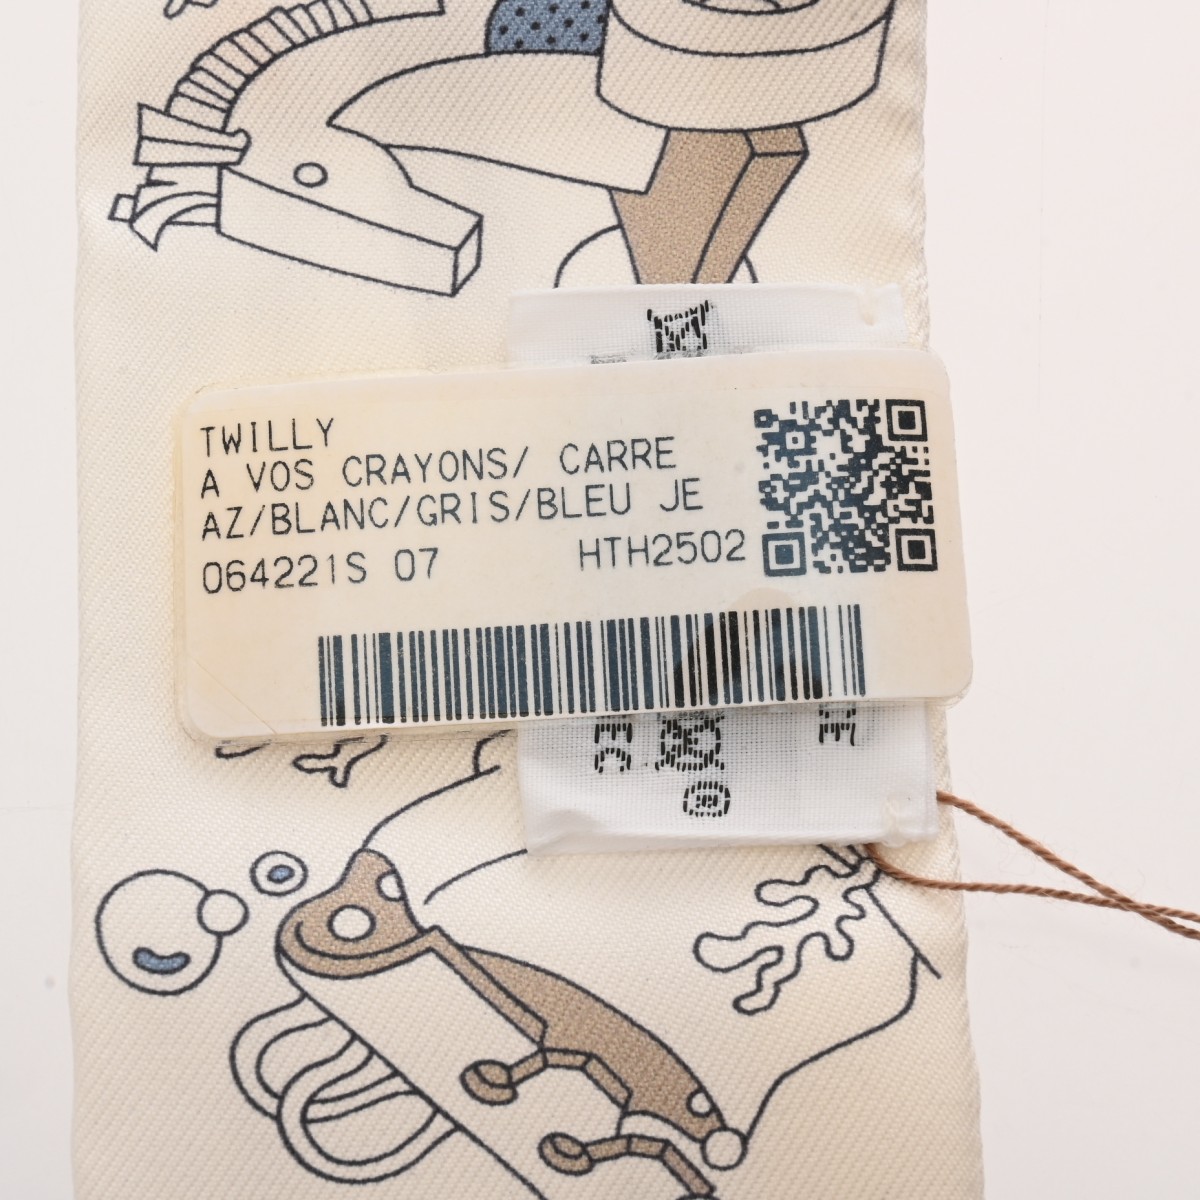 TWILLY
A VOS CRAYONS/ CARRE
AZ/BLANC/GRIS/BLEU JE
064221S 07 HTH2502